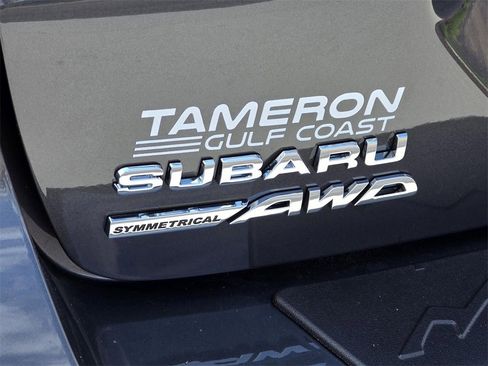 TAMERON
GULF COAST
SUBARU
SYMMETRICAL AWD